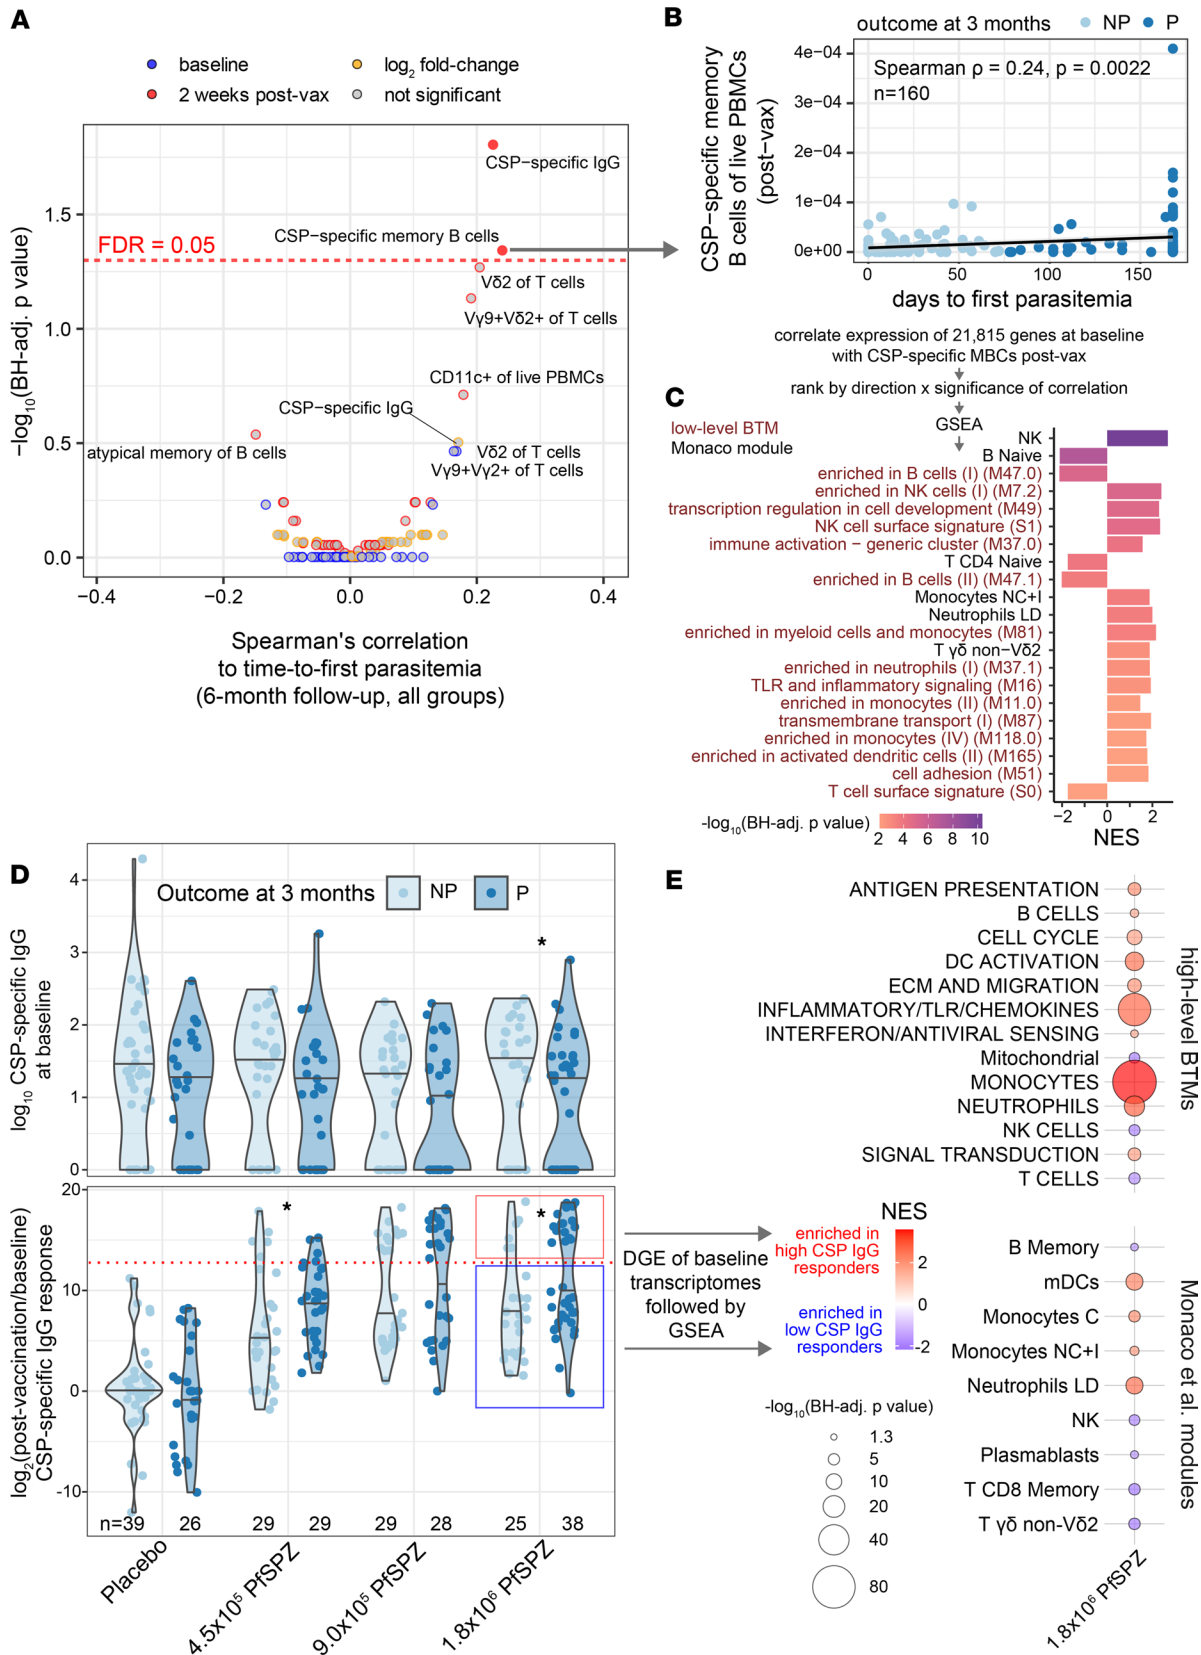 A
baseline
log2 fold-change
2 weeks post-vax
not significant
−log10(BH-adj. p value)
1.5
1.0
0.5
0.0
−0.4
−0.2
0.0
0.2
0.4
FDR = 0.05
CSP−specific IgG
CSP−specific memory B cells
Vδ2 of T cells
Vγ9+Vδ2+ of T cells
CD11c+ of live PBMCs
CSP−specific IgG
atypical memory of B cells
Vδ2 of T cells
Vγ9+Vγ2+ of T cells
Spearman's correlation
to time-to-first parasitemia
(6-month follow-up, all groups)
B
outcome at 3 months
NP
P
CSP−specific memory
B cells of live PBMCs
(post−vax)
4e−04
3e−04
2e−04
1e−04
0e+00
Spearman ρ = 0.24, p = 0.0022
n=160
0
50
100
150
days to first parasitemia
correlate expression of 21,815 genes at baseline
with CSP-specific MBCs post-vax
rank by direction x significance of correlation
GSEA
C
low-level BTM
Monaco module
NK
B Naive
enriched in B cells (I) (M47.0)
enriched in NK cells (I) (M7.2)
transcription regulation in cell development (M49)
NK cell surface signature (S1)
immune activation − generic cluster (M37.0)
T CD4 Naive
enriched in B cells (II) (M47.1)
Monocytes NC+I
Neutrophils LD
enriched in myeloid cells and monocytes (M81)
T γδ non−Vδ2
enriched in neutrophils (I) (M37.1)
TLR and inflammatory signaling (M16)
enriched in monocytes (II) (M11.0)
transmembrane transport (I) (M87)
enriched in monocytes (IV) (M118.0)
enriched in activated dendritic cells (II) (M165)
cell adhesion (M51)
T cell surface signature (S0)
−2
0
2
NES
-log10(BH-adj. p value)
2 4 6 8 10
D
Outcome at 3 months
NP
P
log10 CSP-specific IgG
at baseline
4
3
2
1
0
*
log2(post-vaccination/baseline)
CSP-specific IgG response
20
10
0
-10
*
*
n=39
26
29
29
29
28
25
38
Placebo
4.5x10⁵ PfSPZ
9.0x10⁵ PfSPZ
1.8x10⁶ PfSPZ
DGE of baseline
transcriptomes
followed by
GSEA
enriched in
high CSP IgG
responders
enriched in
low CSP IgG
responders
E
ANTIGEN PRESENTATION
B CELLS
CELL CYCLE
DC ACTIVATION
ECM AND MIGRATION
INFLAMMATORY/TLR/CHEMOKINES
INTERFERON/ANTIVIRAL SENSING
Mitochondrial
MONOCYTES
NEUTROPHILS
NK CELLS
SIGNAL TRANSDUCTION
T CELLS
high-level BTMs
NES
2
0
-2
-log10(BH-adj. p value)
1.3
5
10
20
40
80
B Memory
mDCs
Monocytes C
Monocytes NC+I
Neutrophils LD
NK
Plasmablasts
T CD8 Memory
T γδ non-Vδ2
Monaco et al. modules
1.8x10⁶ PfSPZ